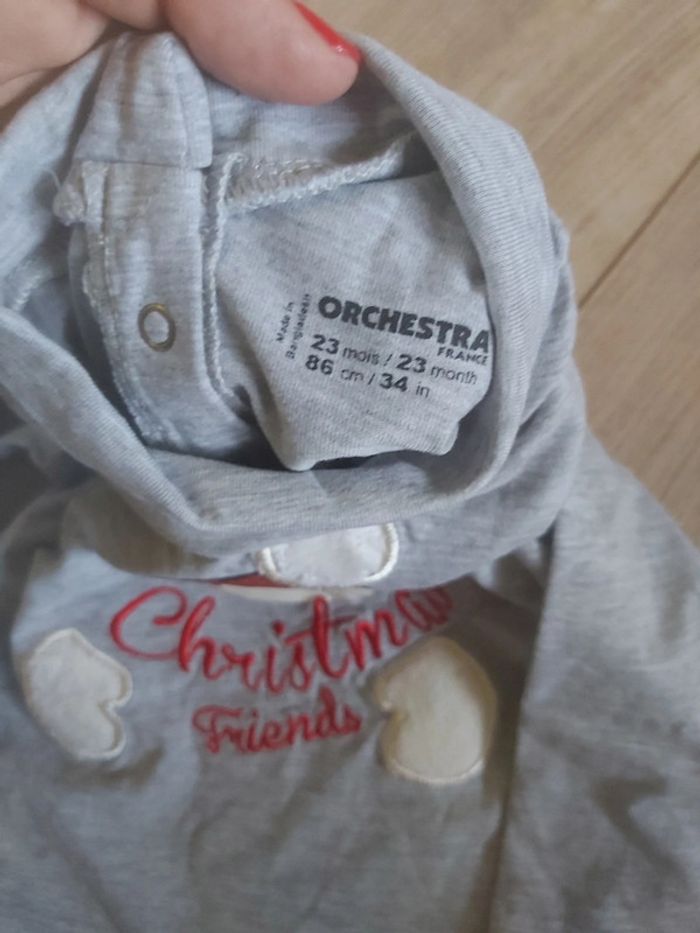 Made in
Bangladesh
ORCHESTRA
FRANCE
23 mois / 23 month
86 cm / 34 in
Christmas
Friends